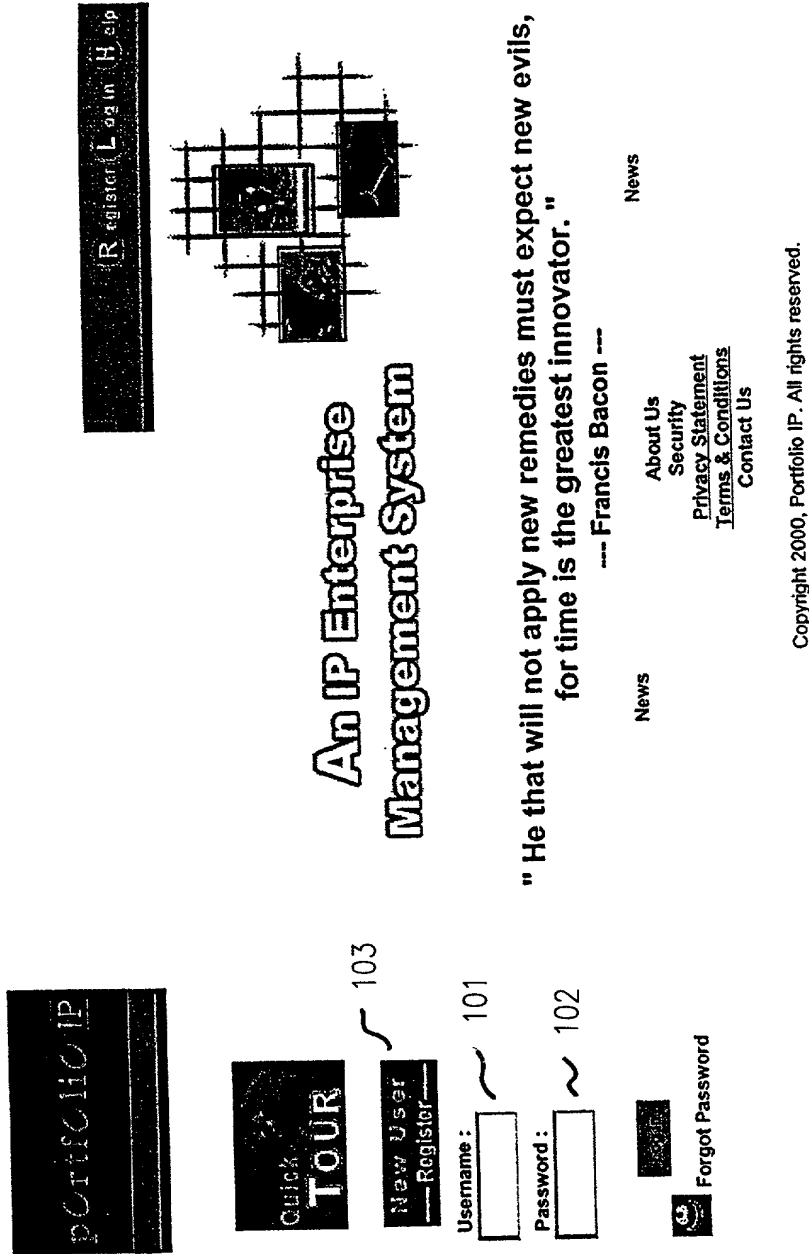 pOrtfOliO IP
Register Log in Help
Quick
TOUR
New User
Register
103
Username :
101
Password :
102
Forgot Password
An IP Enterprise
Management System
" He that will not apply new remedies must expect new evils,
for time is the greatest innovator. "
--- Francis Bacon ---
News
News
About Us
Security
Privacy Statement
Terms & Conditions
Contact Us
Copyright 2000, Portfolio IP. All rights reserved.